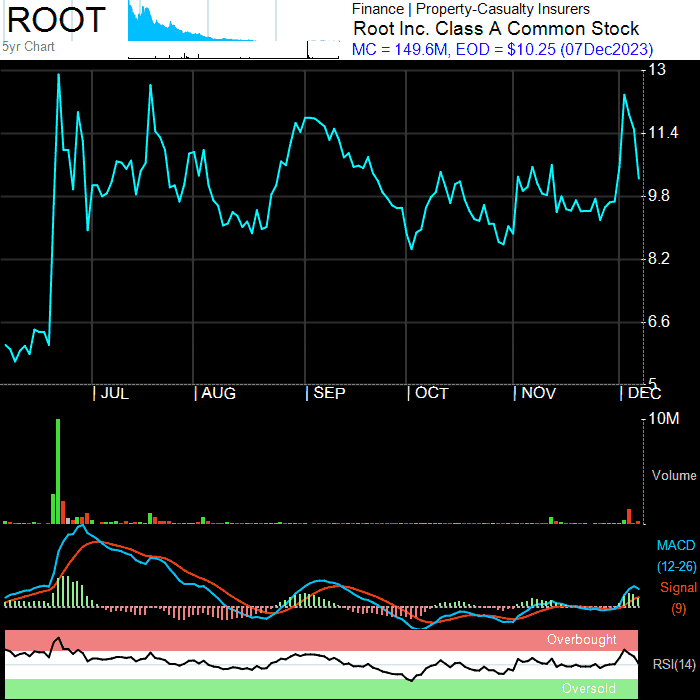 ROOT
5yr Chart
Finance | Property-Casualty Insurers
Root Inc. Class A Common Stock
MC = 149.6M, EOD = $10.25 (07Dec2023)
13
11.4
9.8
8.2
6.6
5
| JUL | AUG | SEP | OCT | NOV | DEC
10M
Volume
MACD
(12-26)
Signal
(9)
Overbought
RSI(14)
Oversold